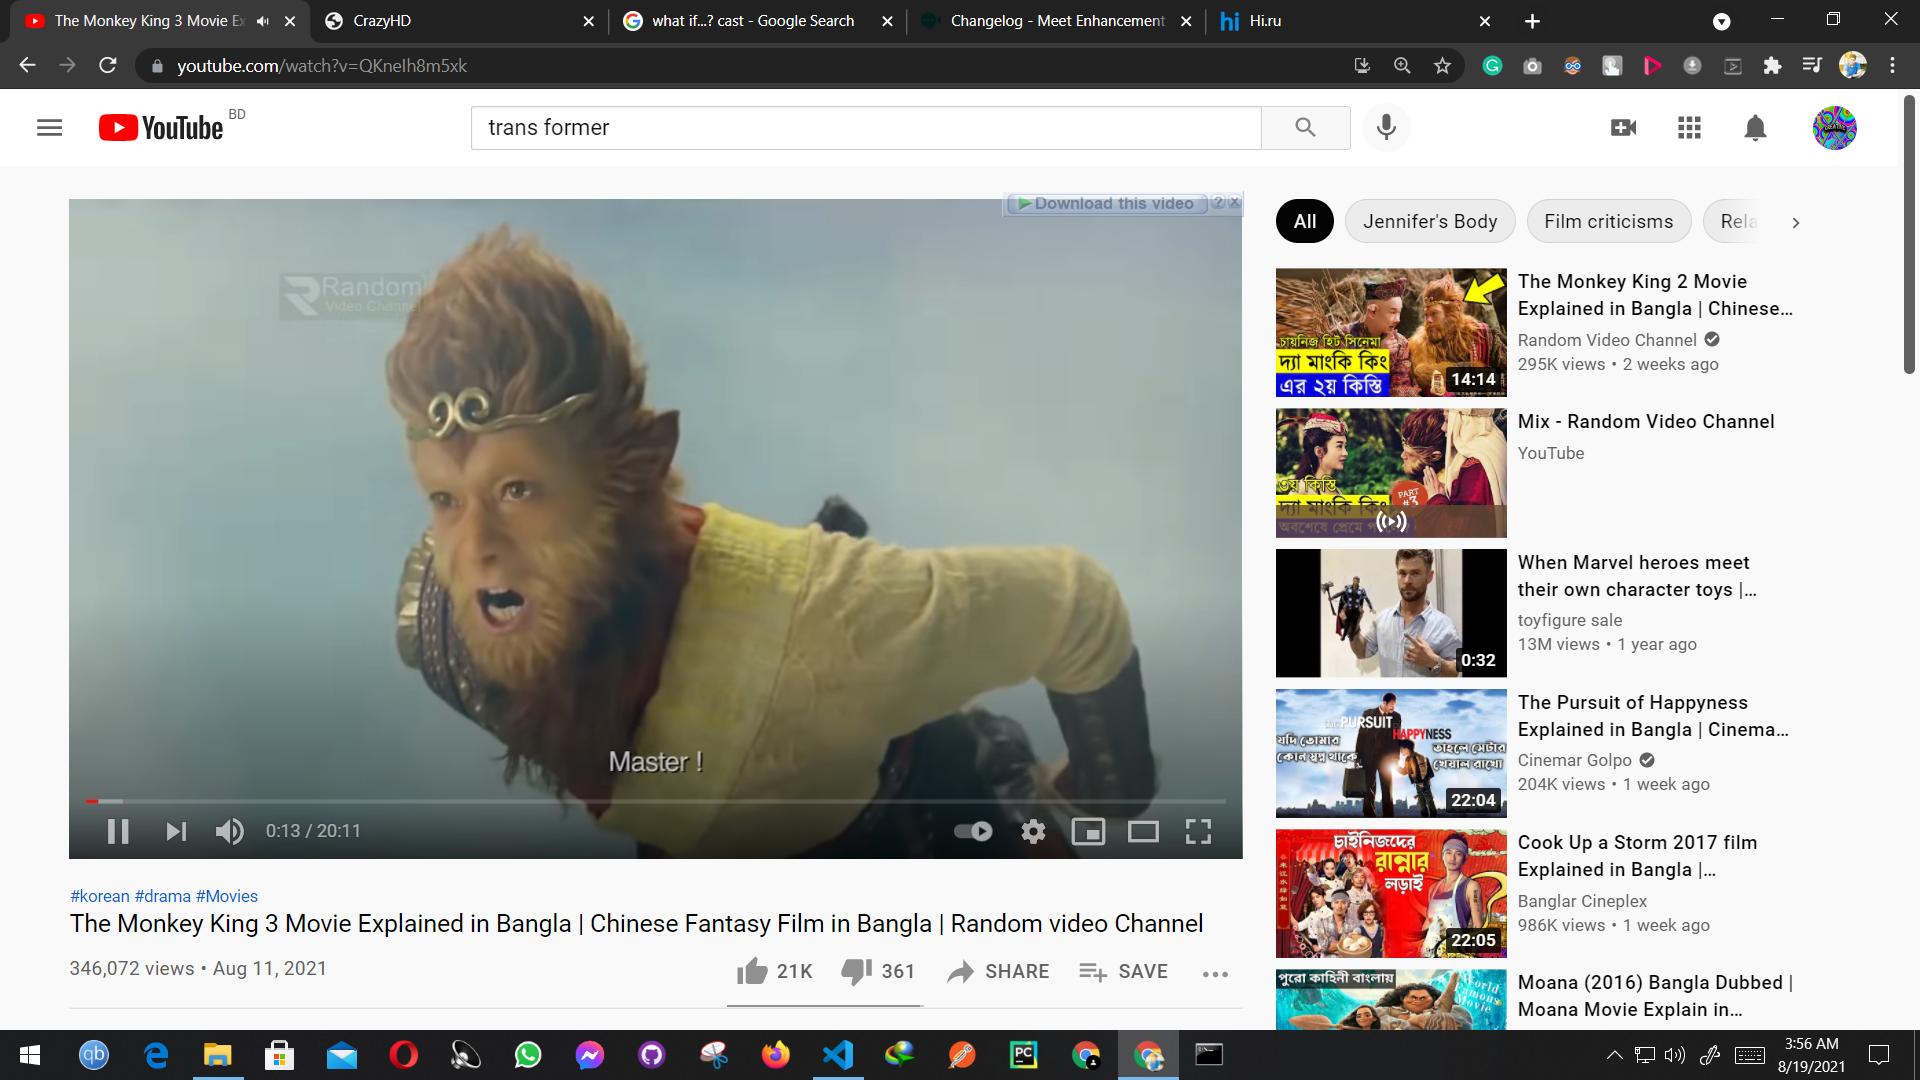 The Monkey King 3 Movie Ex
CrazyHD
what if...? cast - Google Search
Changelog - Meet Enhancement
hi Hi.ru
youtube.com/watch?v=QKneIh8m5xk
YouTube BD
trans former
Download this video ? x
Random
Video Channel
Master !
0:13 / 20:11
#korean #drama #Movies
The Monkey King 3 Movie Explained in Bangla | Chinese Fantasy Film in Bangla | Random video Channel
346,072 views • Aug 11, 2021
21K 361 SHARE SAVE
All Jennifer's Body Film criticisms Rela
চায়নিজ হিট সিনেমা
দ্যা মাংকি কিং
এর ২য় কিস্তি
14:14
The Monkey King 2 Movie
Explained in Bangla | Chinese...
Random Video Channel
295K views • 2 weeks ago
৩য় কিস্তি
দ্যা মাংকি কিং
PART
#3
অবশেষে প্রেমে
Mix - Random Video Channel
YouTube
0:32
When Marvel heroes meet
their own character toys |...
toyfigure sale
13M views • 1 year ago
PURSUIT
HAPPYNESS
যদি তোমার
কোন স্বপ্ন থাকে
তাহলে সেটার
খেয়াল রাখো
22:04
The Pursuit of Happyness
Explained in Bangla | Cinema...
Cinemar Golpo
204K views • 1 week ago
চাইনিজদের
রান্নার
লড়াই
22:05
Cook Up a Storm 2017 film
Explained in Bangla |...
Banglar Cineplex
986K views • 1 week ago
পুরো কাহিনী বাংলায়
World
Famous
Movie
Moana (2016) Bangla Dubbed |
Moana Movie Explain in...
qb
PC
3:56 AM
8/19/2021